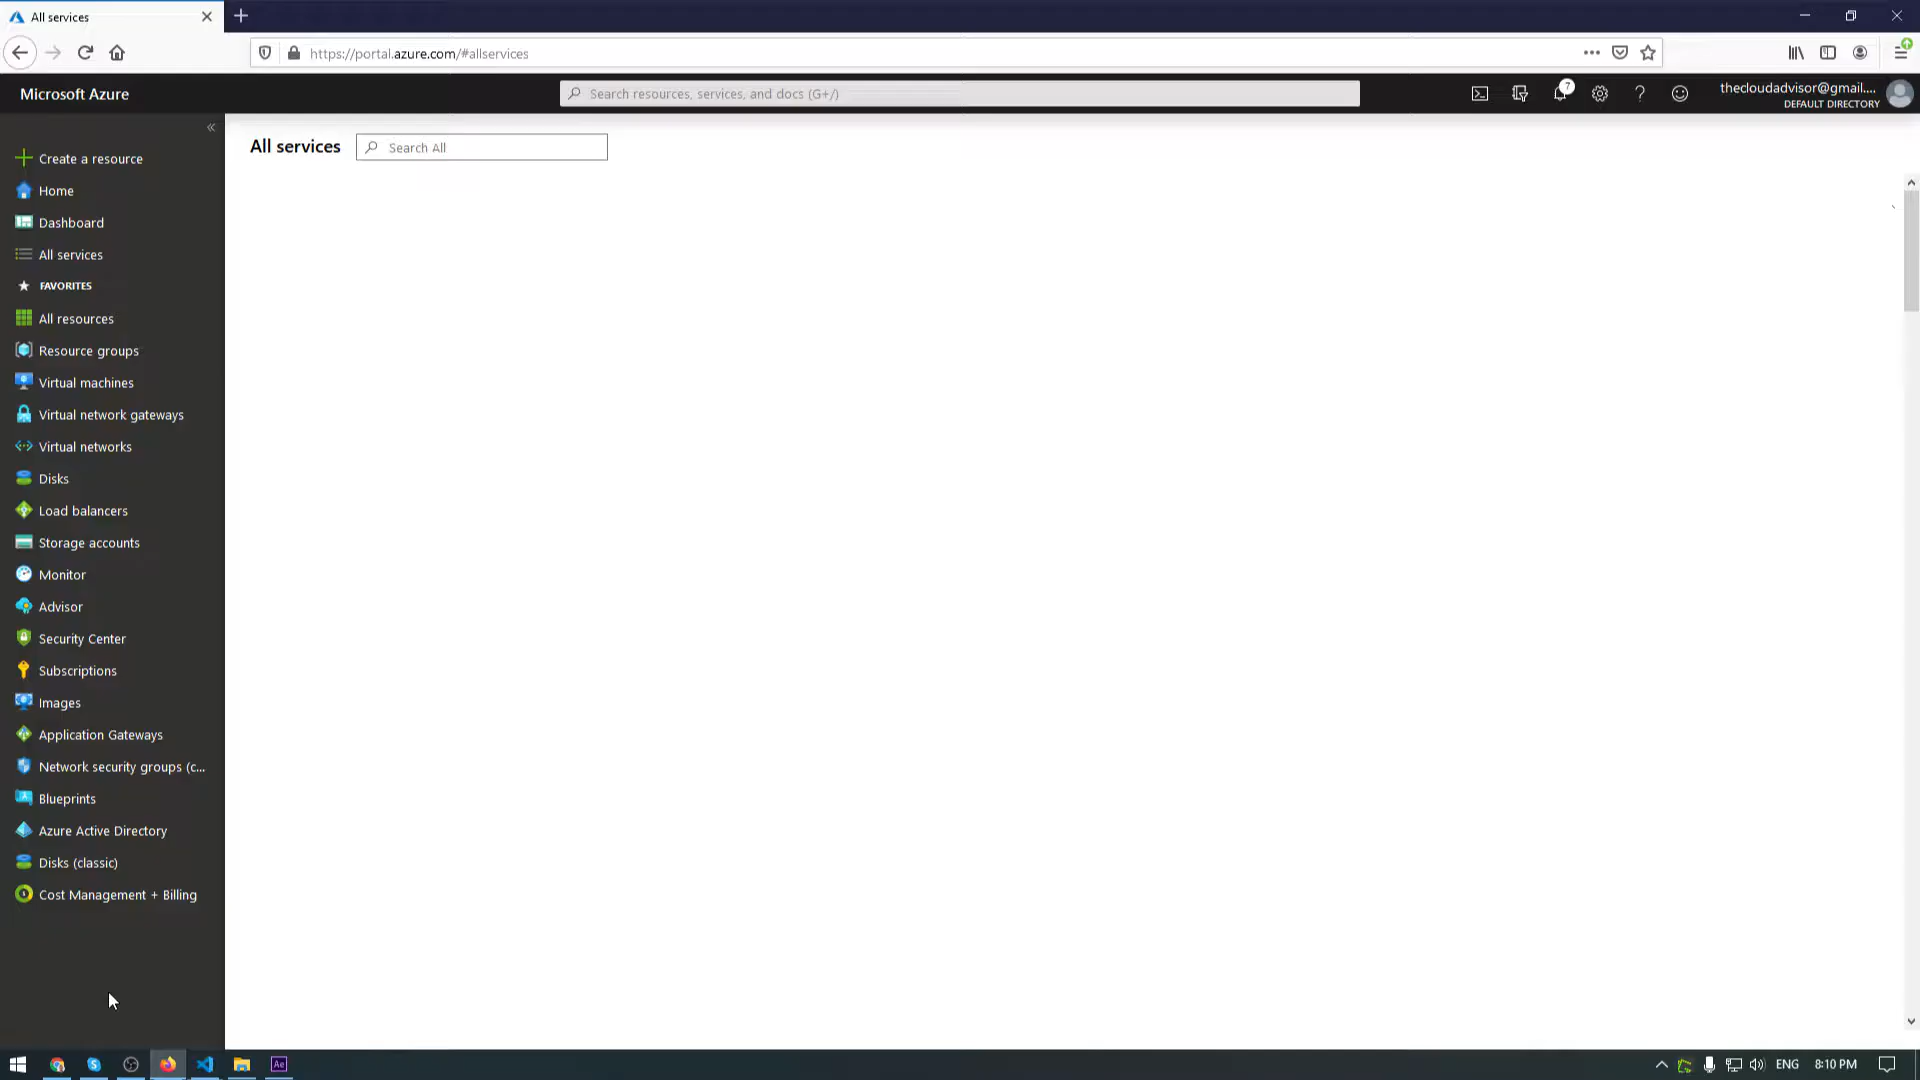 All services
https://portal.azure.com/#allservices
Microsoft Azure
Search resources, services, and docs (G+/)
7
thecloudadvisor@gmail....
DEFAULT DIRECTORY
All services
Search All
Create a resource
Home
Dashboard
All services
FAVORITES
All resources
Resource groups
Virtual machines
Virtual network gateways
Virtual networks
Disks
Load balancers
Storage accounts
Monitor
Advisor
Security Center
Subscriptions
Images
Application Gateways
Network security groups (c...
Blueprints
Azure Active Directory
Disks (classic)
Cost Management + Billing
Ae
ENG
8:10 PM